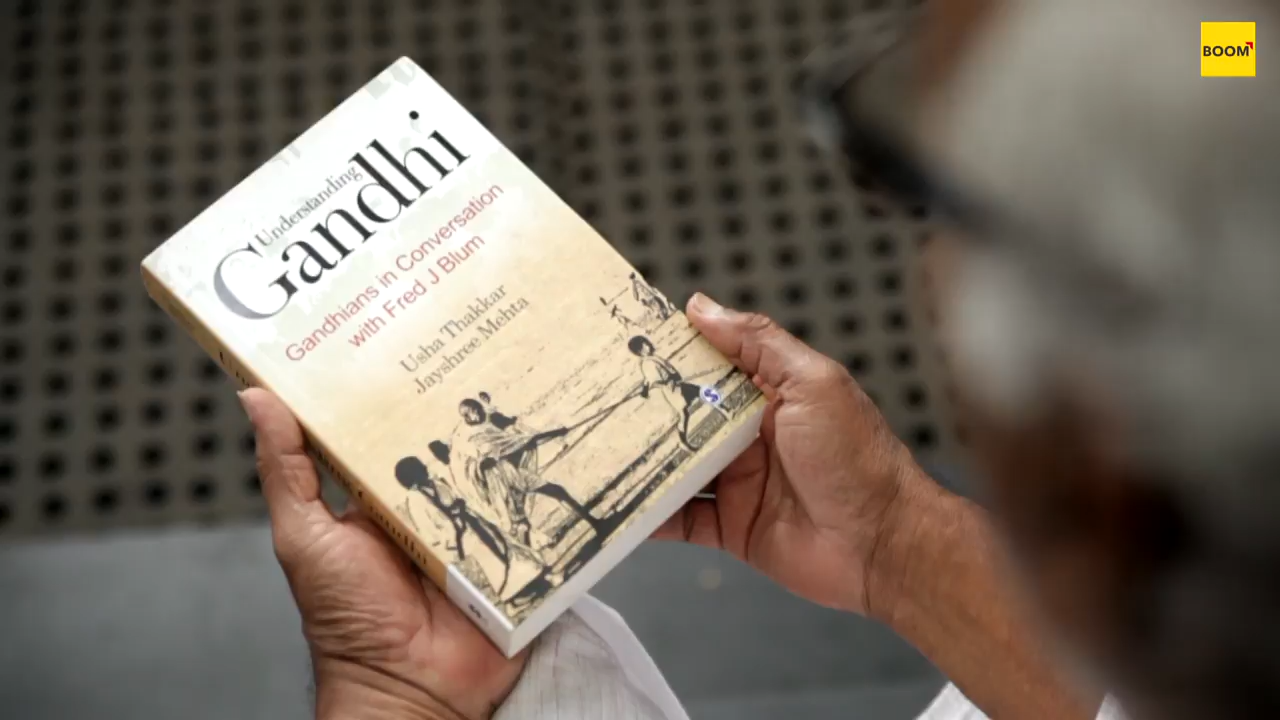 BOOM
Understanding
Gandhi
Gandhians in Conversation
with Fred J Blum
Usha Thakkar
Jayshree Mehta